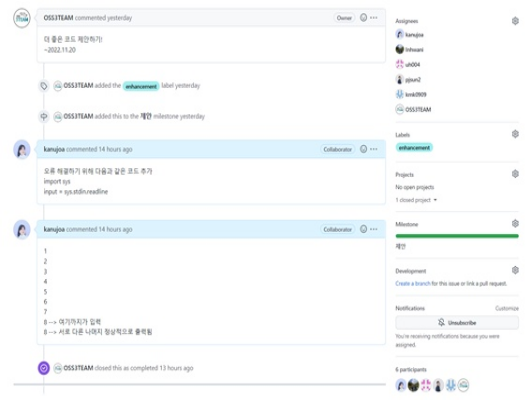 OSS3TEAM commented yesterday
Owner
더 좋은 코드 제안하기!
~2022.11.20
OSS3TEAM added the enhancement label yesterday
OSS3TEAM added this to the 제안 milestone yesterday
kanujoa commented 14 hours ago
Collaborator
오류 해결하기 위해 다음과 같은 코드 추가
import sys
input = sys.stdin.readline
kanujoa commented 14 hours ago
Collaborator
1
2
3
4
5
6
7
8 --> 여기까지가 입력
8 --> 서로 다른 나머지 정상적으로 출력됨
OSS3TEAM closed this as completed 13 hours ago
Assignees
kanujoa
uh004
OSS3TEAM
Labels
enhancement
Projects
No open projects
1 closed project
Milestone
제안
Development
Create a branch for this issue or link a pull request.
Notifications
Customize
Unsubscribe
You're receiving notifications because you were
assigned.
6 participants